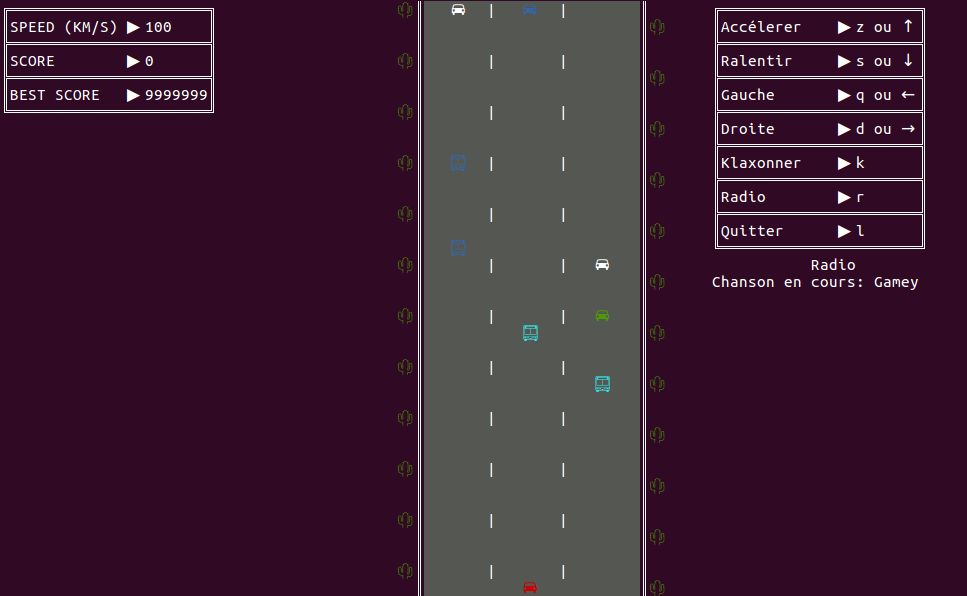 SPEED (KM/S) ▶ 100
SCORE ▶ 0
BEST SCORE ▶ 9999999
Accélerer ▶ z ou ↑
Ralentir ▶ s ou ↓
Gauche ▶ q ou ←
Droite ▶ d ou →
Klaxonner ▶ k
Radio ▶ r
Quitter ▶ l
Radio
Chanson en cours: Gamey